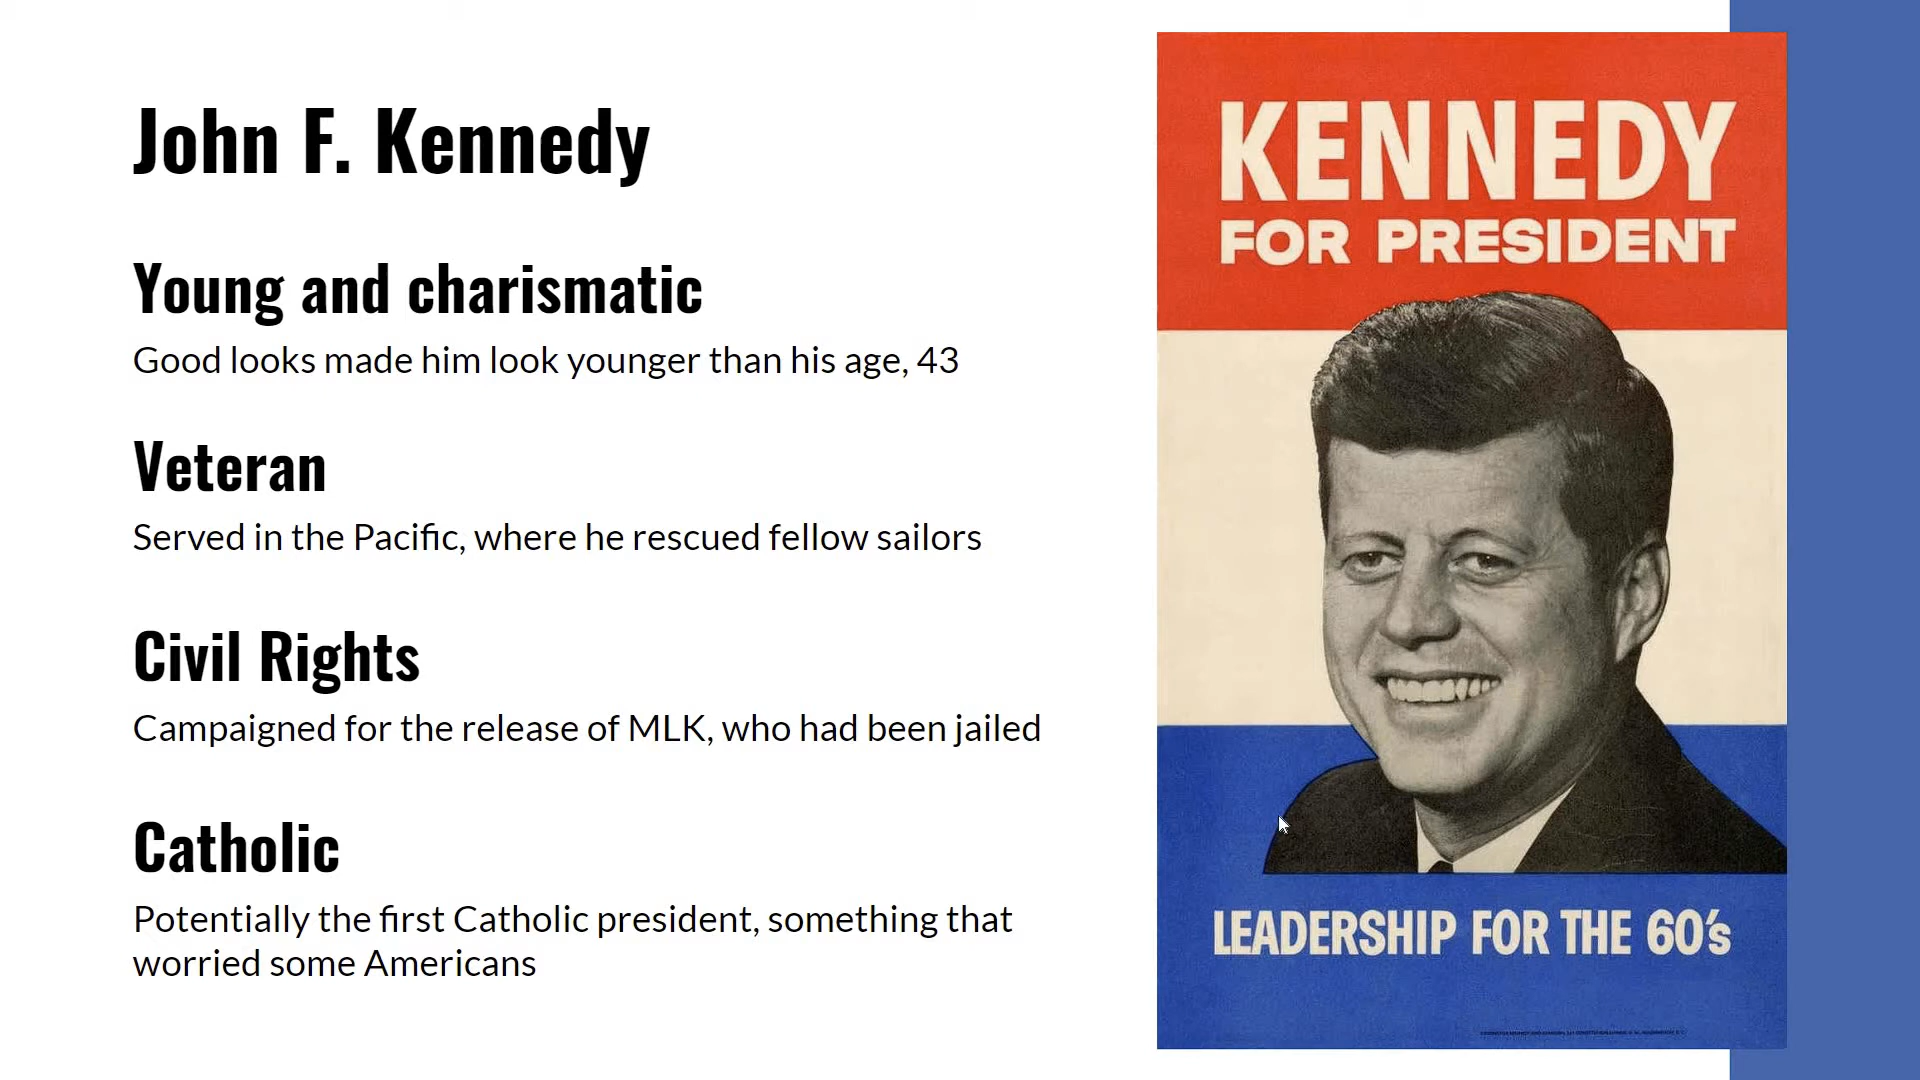 John F. Kennedy
Young and charismatic
Good looks made him look younger than his age, 43
Veteran
Served in the Pacific, where he rescued fellow sailors
Civil Rights
Campaigned for the release of MLK, who had been jailed
Catholic
Potentially the first Catholic president, something that
worried some Americans
KENNEDY
FOR PRESIDENT
LEADERSHIP FOR THE 60's